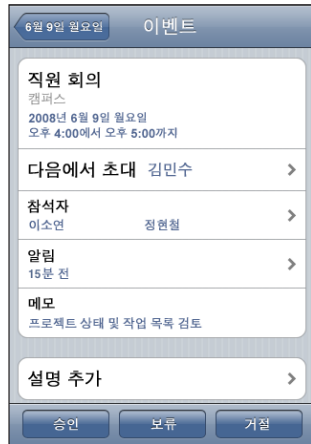 6월 9일 월요일 이벤트
직원 회의
캠퍼스
2008년 6월 9일 월요일
오후 4:00에서 오후 5:00까지
다음에서 초대 김민수
참석자
이소연 정현철
알림
15분 전
메모
프로젝트 상태 및 작업 목록 검토
설명 추가
승인 보류 거절